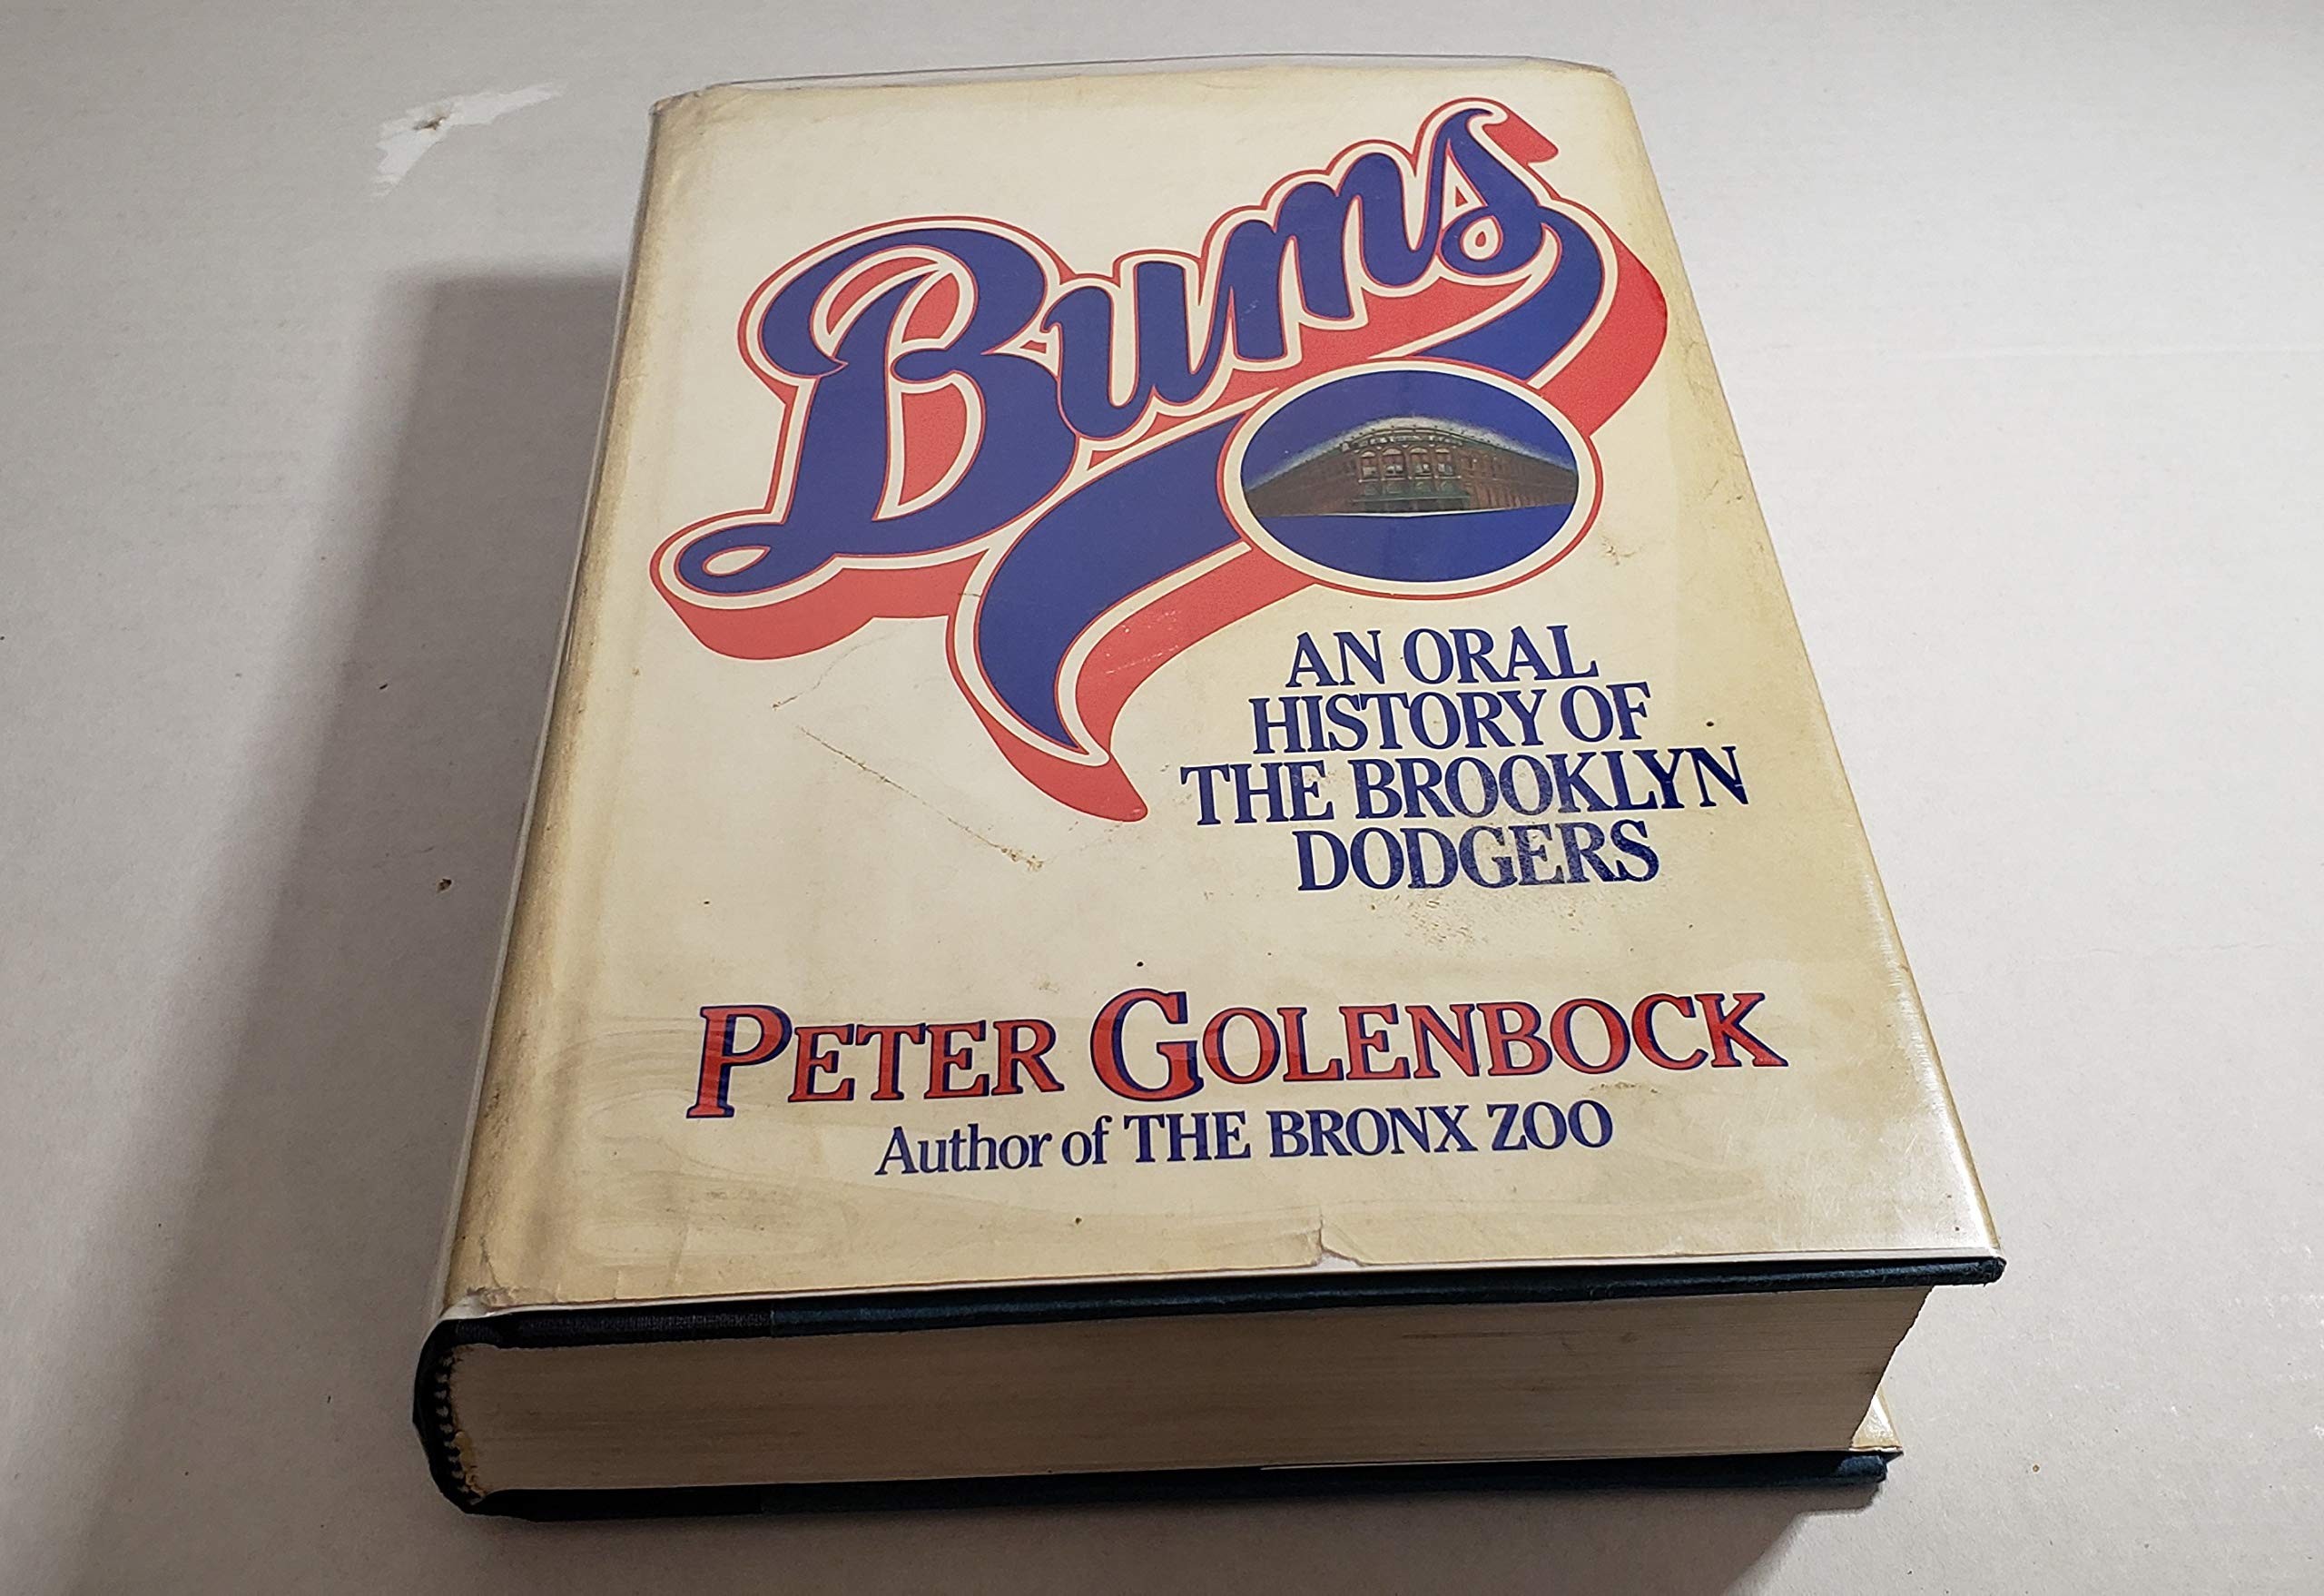 Bums
AN ORAL
HISTORY OF
THE BROOKLYN
DODGERS
PETER GOLENBOCK
Author of THE BRONX ZOO